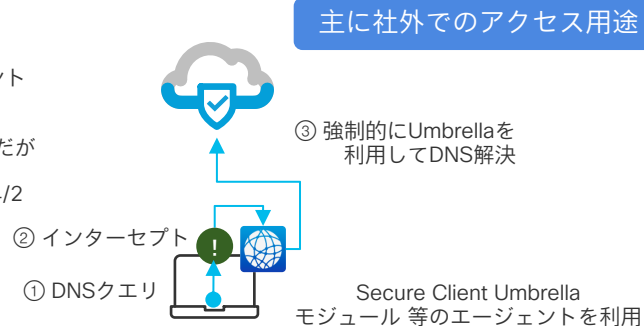 主に社外でのアクセス用途
ント
だが
./2
③ 強制的にUmbrellaを
利用してDNS解決
② インターセプト
!
① DNSクエリ
Secure Client Umbrella
モジュール 等のエージェントを利用